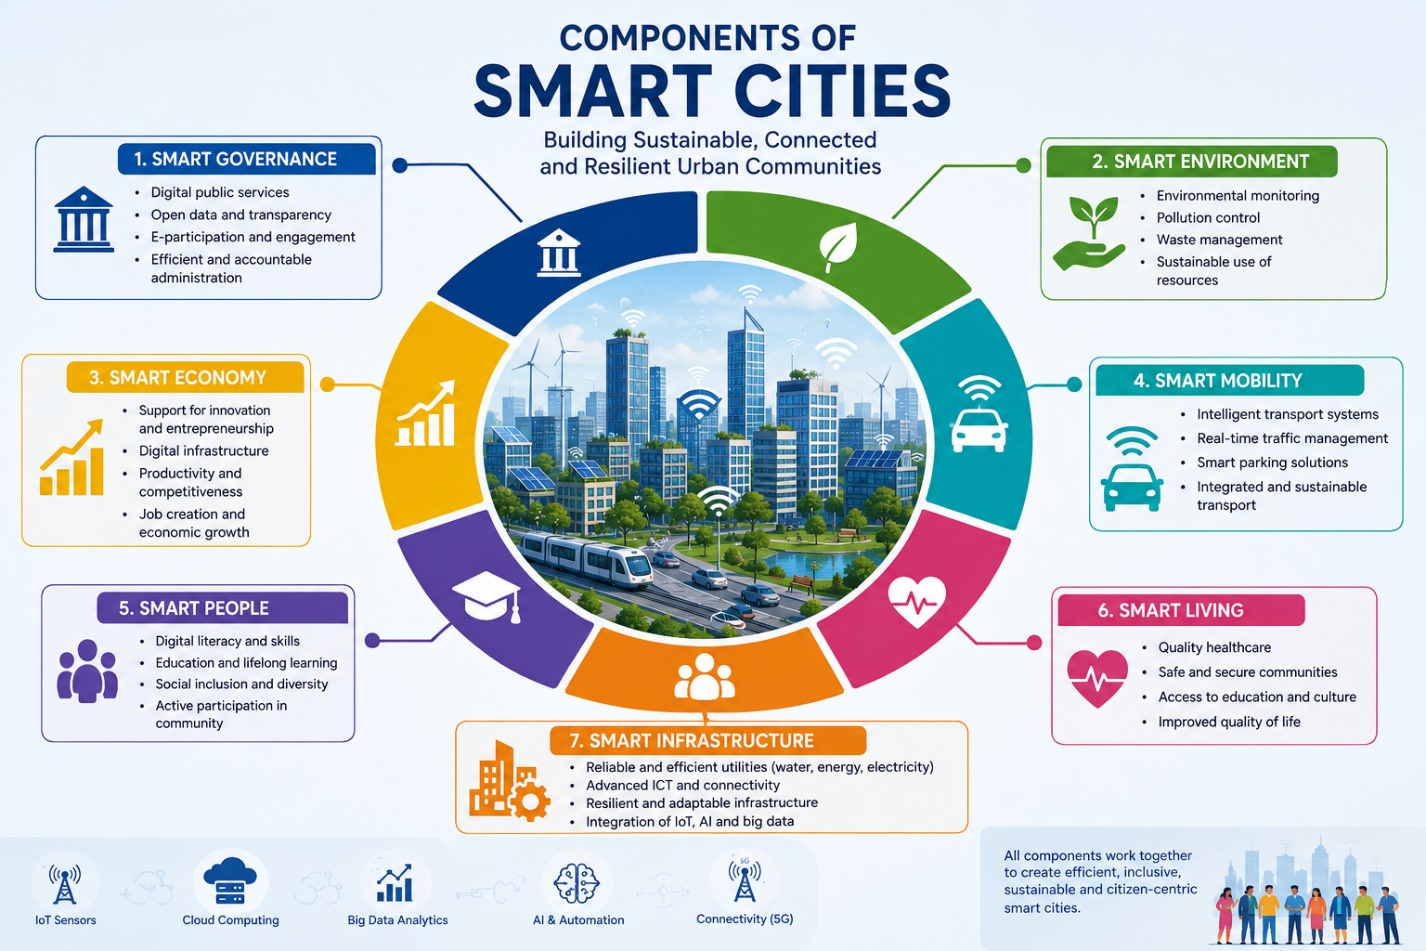 COMPONENTS OF
SMART CITIES
Building Sustainable, Connected
and Resilient Urban Communities
1. SMART GOVERNANCE
• Digital public services
• Open data and transparency
• E-participation and engagement
• Efficient and accountable
administration
2. SMART ENVIRONMENT
• Environmental monitoring
• Pollution control
• Waste management
• Sustainable use of
resources
3. SMART ECONOMY
• Support for innovation
and entrepreneurship
• Digital infrastructure
• Productivity and
competitiveness
• Job creation and
economic growth
4. SMART MOBILITY
• Intelligent transport systems
• Real-time traffic management
• Smart parking solutions
• Integrated and sustainable
transport
5. SMART PEOPLE
• Digital literacy and skills
• Education and lifelong learning
• Social inclusion and diversity
• Active participation in
community
6. SMART LIVING
• Quality healthcare
• Safe and secure communities
• Access to education and culture
• Improved quality of life
7. SMART INFRASTRUCTURE
• Reliable and efficient utilities (water, energy, electricity)
• Advanced ICT and connectivity
• Resilient and adaptable infrastructure
• Integration of IoT, AI and big data
IoT Sensors
Cloud Computing
Big Data Analytics
AI & Automation
5G
Connectivity (5G)
All components work together
to create efficient, inclusive,
sustainable and citizen-centric
smart cities.